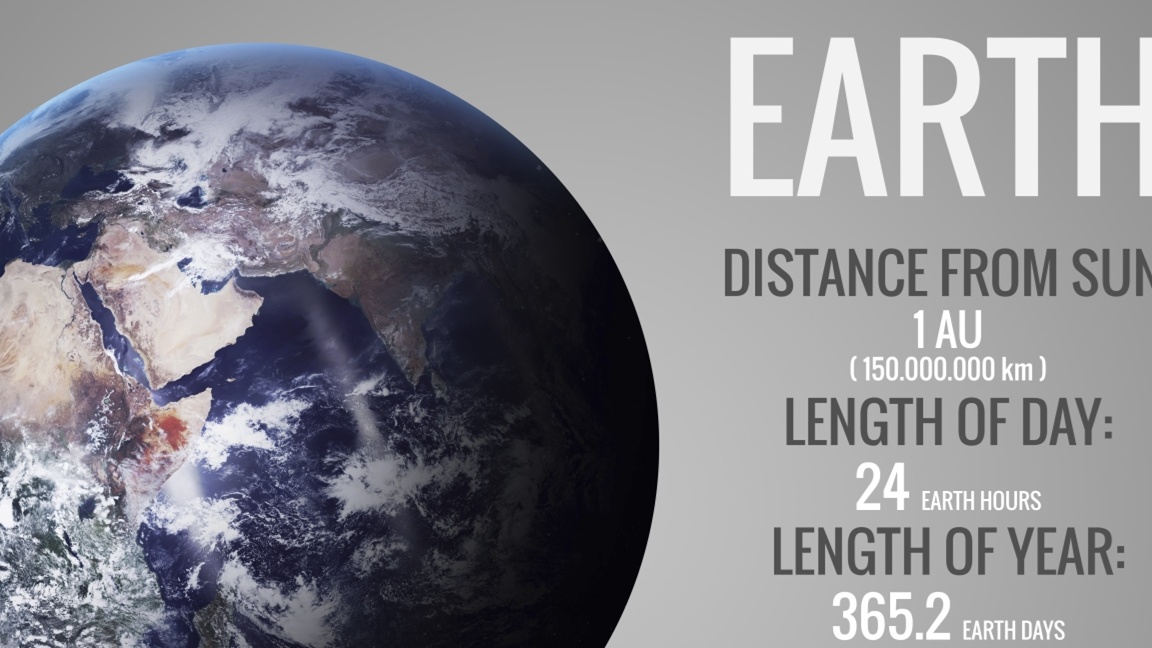 EARTH
DISTANCE FROM SUN
1 AU
( 150.000.000 km )
LENGTH OF DAY:
24 EARTH HOURS
LENGTH OF YEAR:
365.2 EARTH DAYS